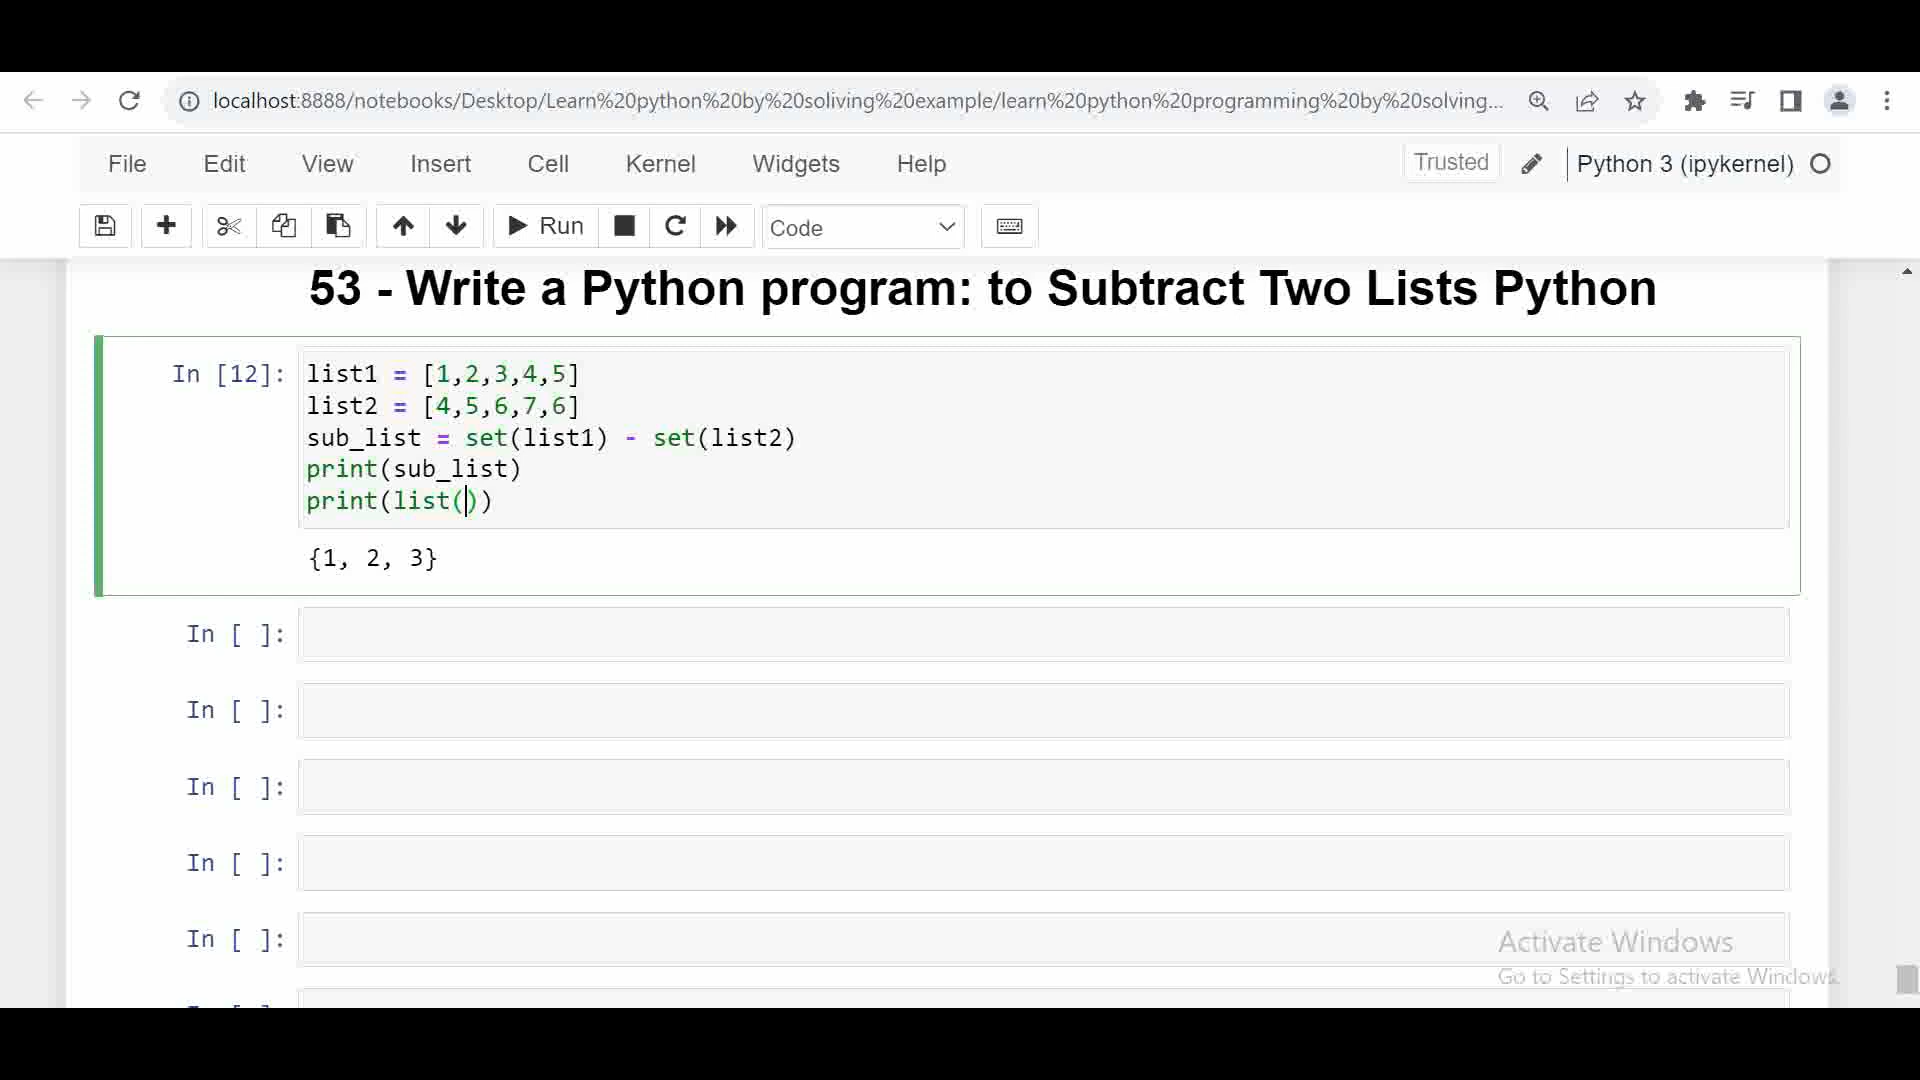 localhost:8888/notebooks/Desktop/Learn%20python%20by%20soliving%20example/learn%20python%20programming%20by%20solving...
File Edit View Insert Cell Kernel Widgets Help Trusted Python 3 (ipykernel)
Run Code
53 - Write a Python program: to Subtract Two Lists Python
In [12]: list1 = [1,2,3,4,5]
list2 = [4,5,6,7,6]
sub_list = set(list1) - set(list2)
print(sub_list)
print(list())
{1, 2, 3}
In [ ]:
In [ ]:
In [ ]:
In [ ]:
In [ ]:
Activate Windows
Go to Settings to activate Windows.